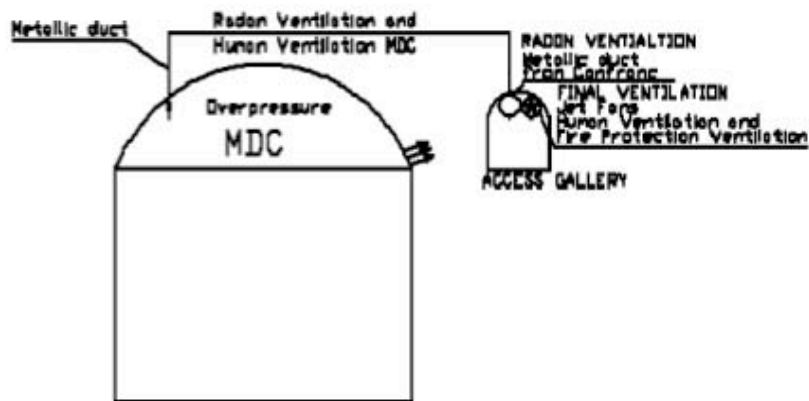 Metallic duct
Radon Ventilation and
Human Ventilation MDC
Overpressure
MDC
RADON VENTIALTION
Metallic duct
from Canfranc
FINAL VENTILATION
Jet Fans
Human Ventilation and
Fire Protection Ventilation
ACCESS GALLERY